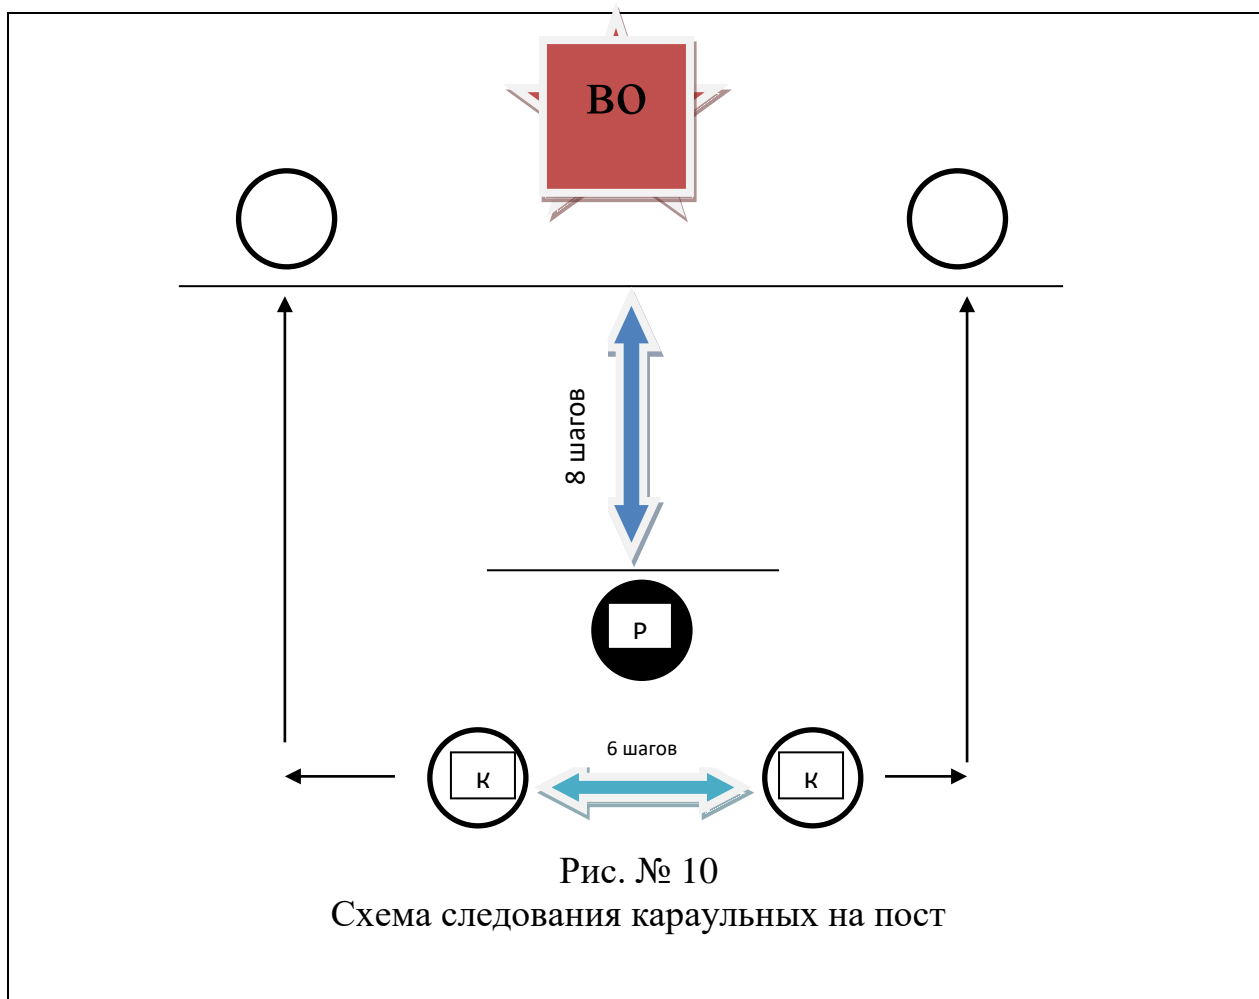 ВО
8 шагов
Р
6 шагов
К
К
Рис. № 10
Схема следования караульных на пост